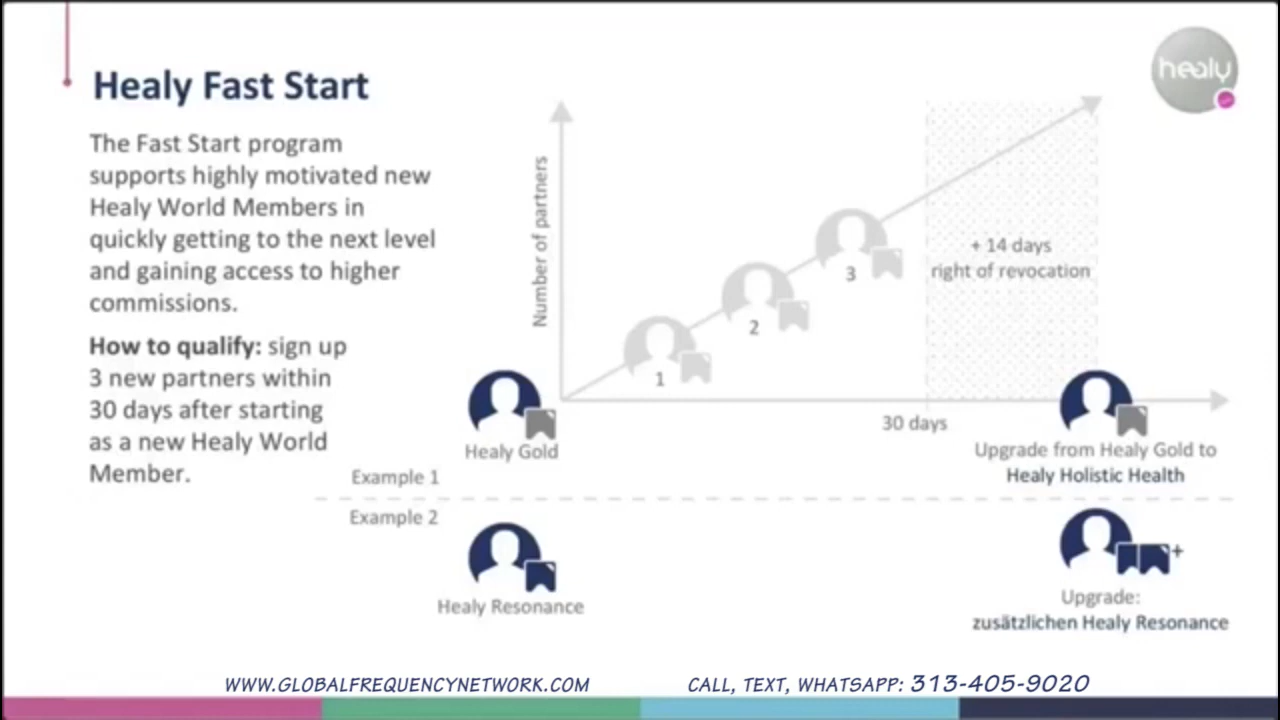 Healy Fast Start
healy
The Fast Start program
supports highly motivated new
Healy World Members in
quickly getting to the next level
and gaining access to higher
commissions.
How to qualify: sign up
3 new partners within
30 days after starting
as a new Healy World
Member.
Number of partners
1
2
3
+ 14 days
right of revocation
30 days
Healy Gold
Upgrade from Healy Gold to
Healy Holistic Health
Example 1
Example 2
Healy Resonance
+
Upgrade:
zusätzlichen Healy Resonance
WWW.GLOBALFREQUENCYNETWORK.COM
CALL, TEXT, WHATSAPP: 313-405-9020